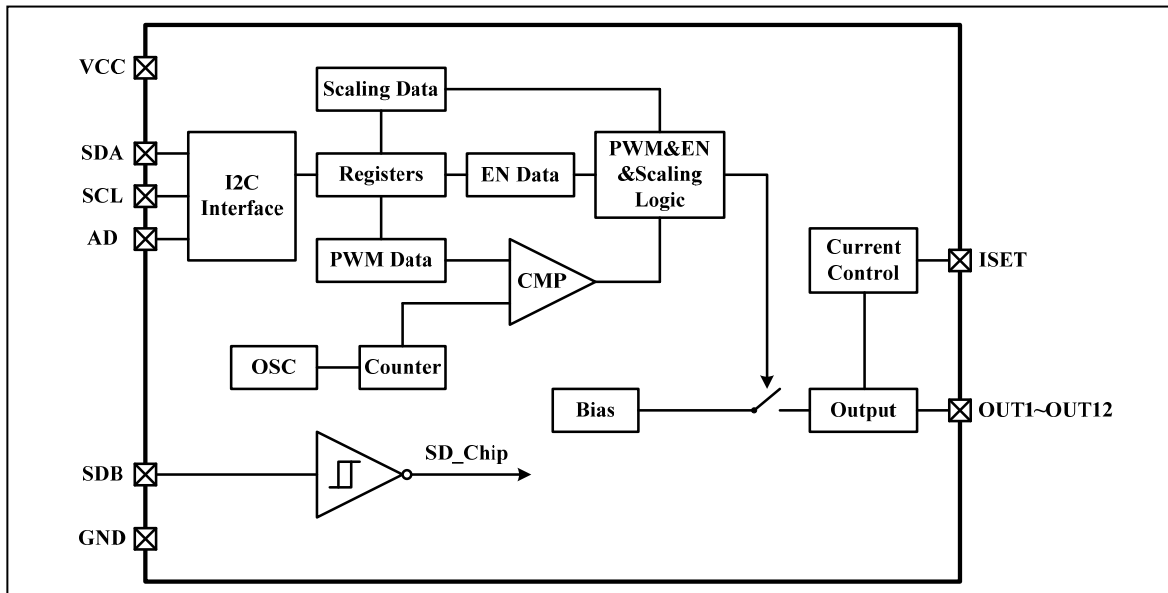 VCC
SDA
SCL
AD
SDB
GND
I2C
Interface
Scaling Data
Registers
PWM Data
EN Data
PWM&EN
&Scaling
Logic
CMP
OSC
Counter
Bias
SD_Chip
Current
Control
Output
ISET
OUT1~OUT12